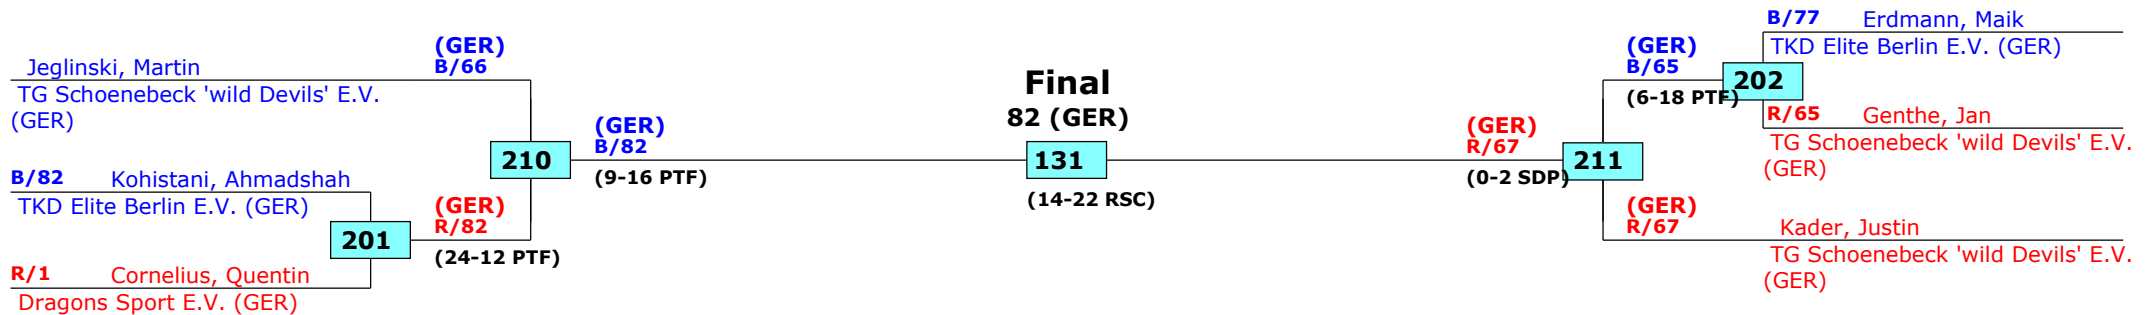 Jeglinski, Martin
TG Schoenebeck 'wild Devils' E.V.
(GER)
B/82 Kohistani, Ahmadshah
TKD Elite Berlin E.V. (GER)
R/1 Cornelius, Quentin
Dragons Sport E.V. (GER)
201
(GER)
B/66
(GER)
R/82
(24-12 PTF)
210
(GER)
B/82
(9-16 PTF)
Final
82 (GER)
131
(14-22 RSC)
(GER)
R/67
(0-2 SDP)
211
(GER)
B/65
(6-18 PTF)
(GER)
R/67
202
B/77 Erdmann, Maik
TKD Elite Berlin E.V. (GER)
R/65 Genthe, Jan
TG Schoenebeck 'wild Devils' E.V.
(GER)
Kader, Justin
TG Schoenebeck 'wild Devils' E.V.
(GER)